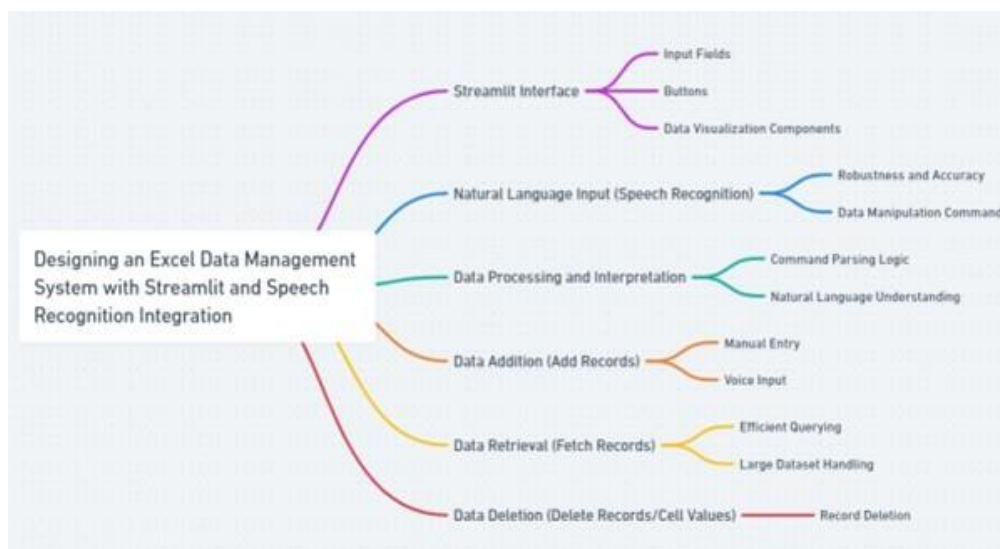 Designing an Excel Data Management
System with Streamlit and Speech
Recognition Integration
Streamlit Interface
Input Fields
Buttons
Data Visualization Components
Natural Language Input (Speech Recognition)
Robustness and Accuracy
Data Manipulation Command
Data Processing and Interpretation
Command Parsing Logic
Natural Language Understanding
Data Addition (Add Records)
Manual Entry
Voice Input
Data Retrieval (Fetch Records)
Efficient Querying
Large Dataset Handling
Data Deletion (Delete Records/Cell Values)
Record Deletion